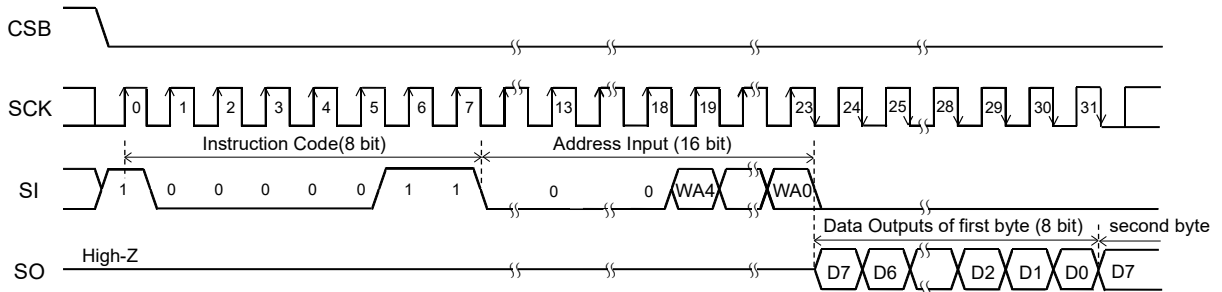 CSB
SCK 0 1 2 3 4 5 6 7 13 18 19 23 24 25 28 29 30 31
Instruction Code(8 bit) Address Input (16 bit)
SI 1 0 0 0 0 0 1 1 0 0 WA4 WA0
Data Outputs of first byte (8 bit) second byte
High-Z
SO D7 D6 D2 D1 D0 D7